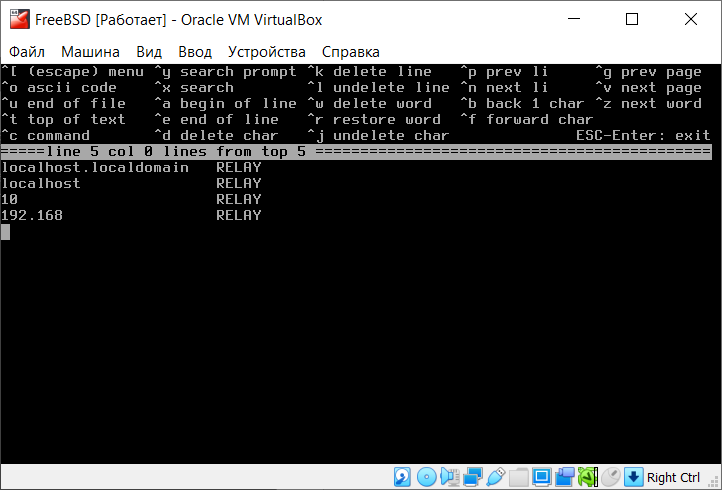 FreeBSD [Работает] - Oracle VM VirtualBox
Файл Машина Вид Ввод Устройства Справка
^[ (escape) menu ^y search prompt ^k delete line ^p prev li ^g prev page
^o ascii code ^x search ^l undelete line ^n next li ^v next page
^u end of file ^a begin of line ^w delete word ^b back 1 char ^z next word
^t top of text ^e end of line ^r restore word ^f forward char
^c command ^d delete char ^j undelete char ESC-Enter: exit
=====line 5 col 0 lines from top 5 ============================================
localhost.localdomain RELAY
localhost RELAY
10 RELAY
192.168 RELAY
Right Ctrl